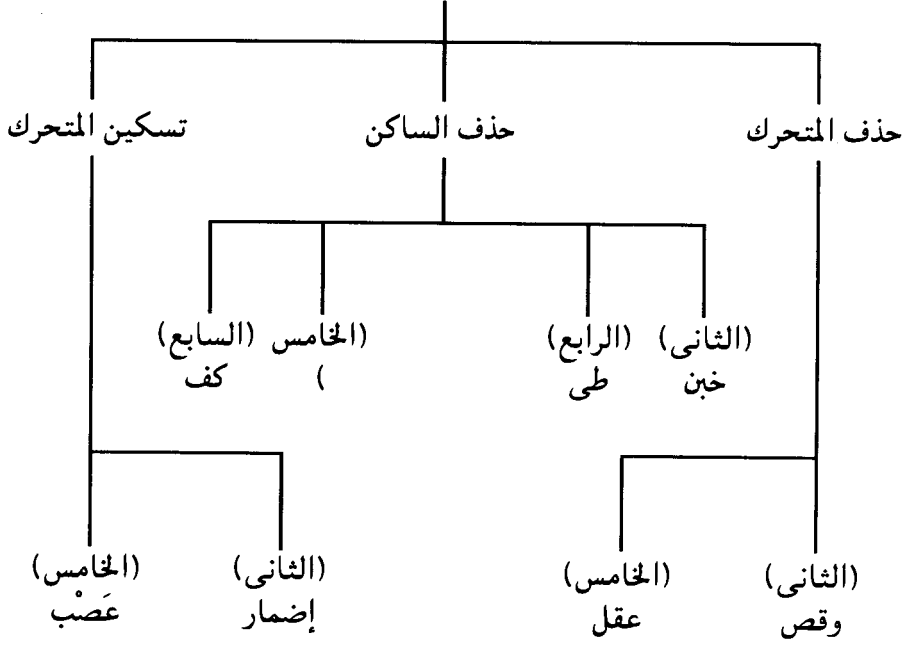 حذف المتحرك
حذف الساكن
تسكين المتحرك
(الثانى)
خبن
(الرابع)
طى
(الخامس
)
(السابع)
كف
(الثانى)
وقص
(الخامس)
عقل
(الثانى)
إضمار
(الخامس)
عَصْب